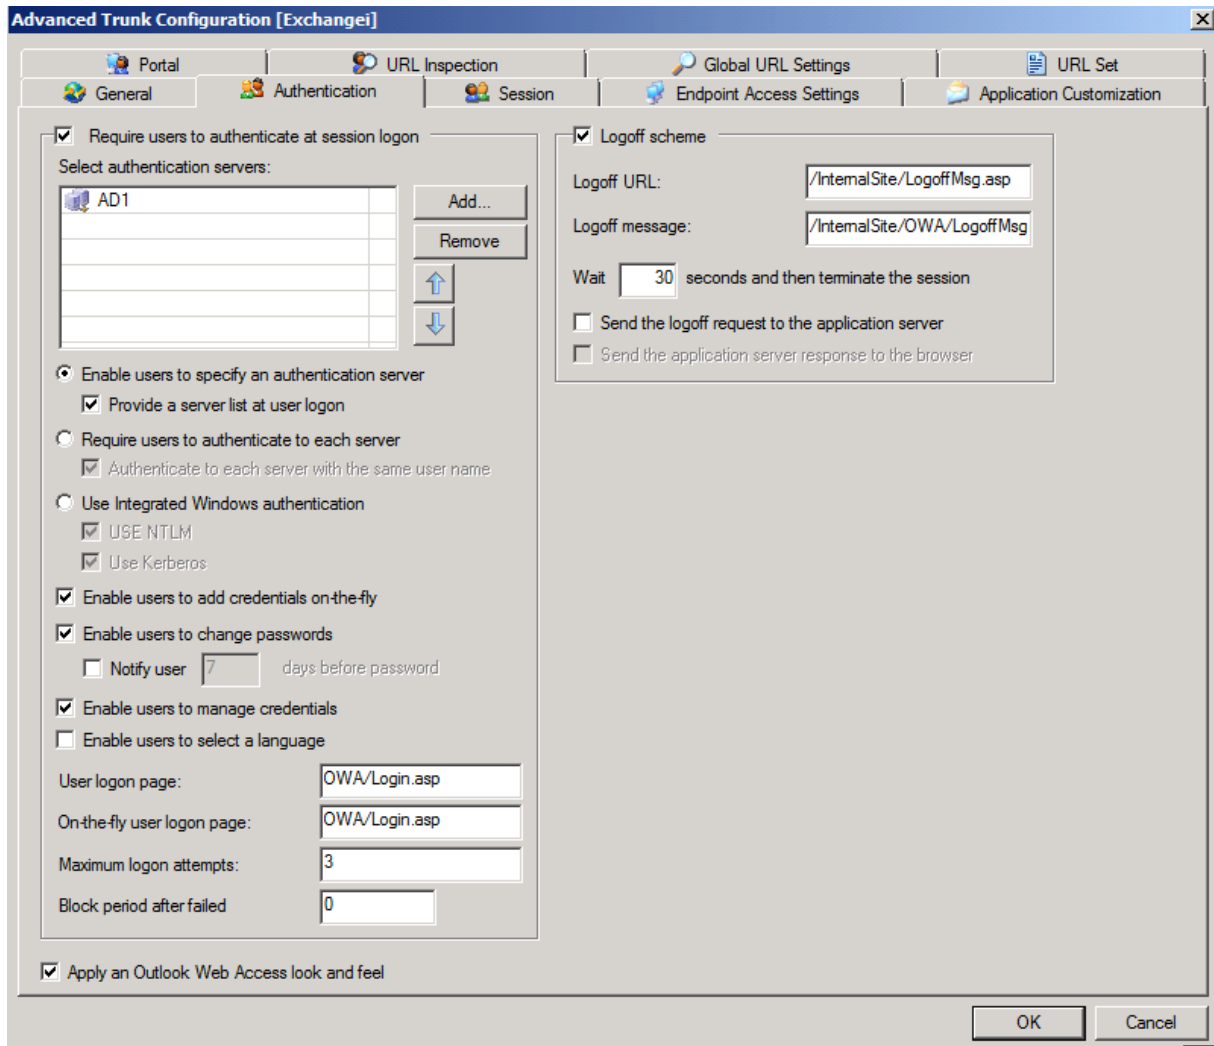 Advanced Trunk Configuration [Exchangei]
Portal
URL Inspection
Global URL Settings
URL Set
General
Authentication
Session
Endpoint Access Settings
Application Customization
Require users to authenticate at session logon
Select authentication servers:
AD1
Add...
Remove
Enable users to specify an authentication server
Provide a server list at user logon
Require users to authenticate to each server
Authenticate to each server with the same user name
Use Integrated Windows authentication
USE NTLM
Use Kerberos
Enable users to add credentials on-the-fly
Enable users to change passwords
Notify user 7 days before password
Enable users to manage credentials
Enable users to select a language
User logon page: OWA/Login.asp
On-the-fly user logon page: OWA/Login.asp
Maximum logon attempts: 3
Block period after failed 0
Apply an Outlook Web Access look and feel
Logoff scheme
Logoff URL: /InternalSite/LogoffMsg.asp
Logoff message: /InternalSite/OWA/LogoffMsg
Wait 30 seconds and then terminate the session
Send the logoff request to the application server
Send the application server response to the browser
OK
Cancel